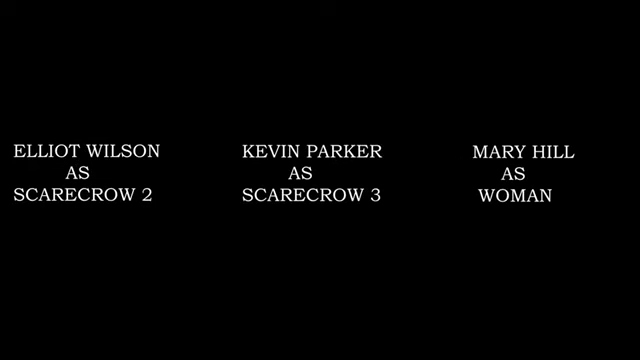 ELLIOT WILSON
AS
SCARECROW 2
KEVIN PARKER
AS
SCARECROW 3
MARY HILL
AS
WOMAN